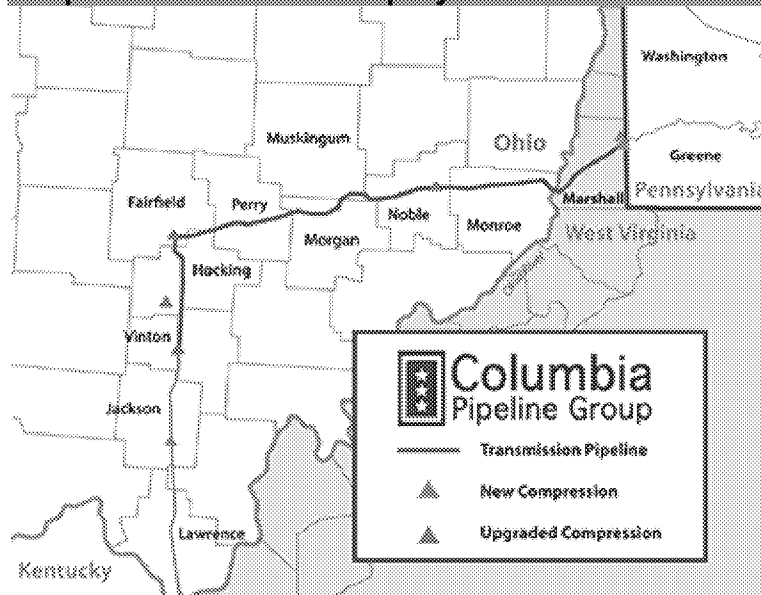 Washington
Muskingum
Ohio
Greene
Fairfield
Perry
Marshall
Pennsylvania
Noble
Monroe
Morgan
West Virginia
Hocking
Vinton
Columbia
Pipeline Group
Jackson
Transmission Pipeline
New Compression
Upgraded Compression
Lawrence
Kentucky